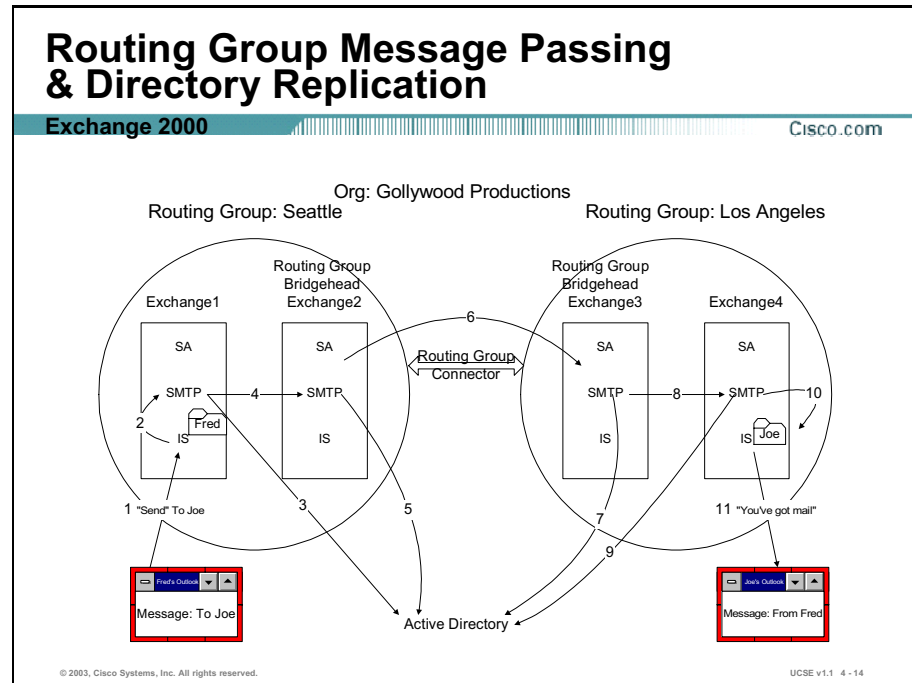 Routing Group Message Passing
& Directory Replication
Exchange 2000
Cisco.com
Org: Gollywood Productions
Routing Group: Seattle
Routing Group: Los Angeles
Exchange1
Routing Group
Bridgehead
Exchange2
Routing Group
Bridgehead
Exchange3
Exchange4
6
SA
SA
SA
SA
Routing Group
Connector
SMTP
4
SMTP
SMTP
8
SMTP
10
2
Fred
IS
IS
IS
IS
Joe
1 "Send" To Joe
3
5
7
9
11 "You've got mail"
Fred's Outlook
Message: To Joe
Joe's Outlook
Message: From Fred
Active Directory
© 2003, Cisco Systems, Inc. All rights reserved.
UCSE v1.1 4 - 14